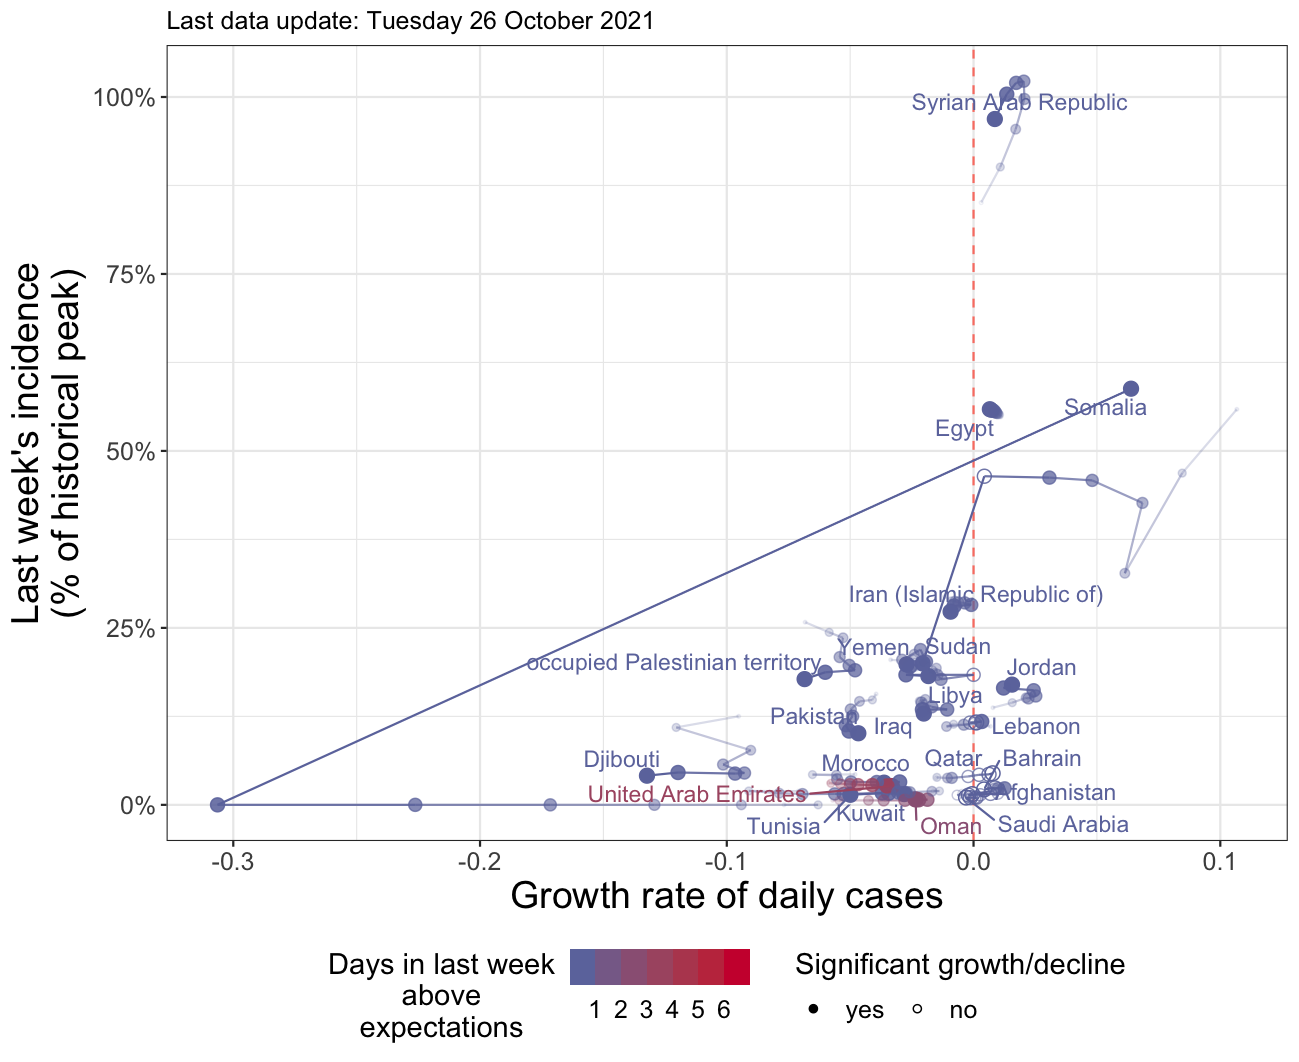 Last data update: Tuesday 26 October 2021
Last week's incidence
(% of historical peak)
100%
75%
50%
25%
0%
Syrian Arab Republic
Somalia
Egypt
Iran (Islamic Republic of)
Yemen
Sudan
occupied Palestinian territory
Jordan
Libya
Pakistan
Iraq
Lebanon
Djibouti
Morocco
Qatar
Bahrain
United Arab Emirates
Afghanistan
Kuwait
Tunisia
Oman
Saudi Arabia
-0.3
-0.2
-0.1
0.0
0.1
Growth rate of daily cases
Days in last week
above
expectations
1 2 3 4 5 6
Significant growth/decline
yes
no